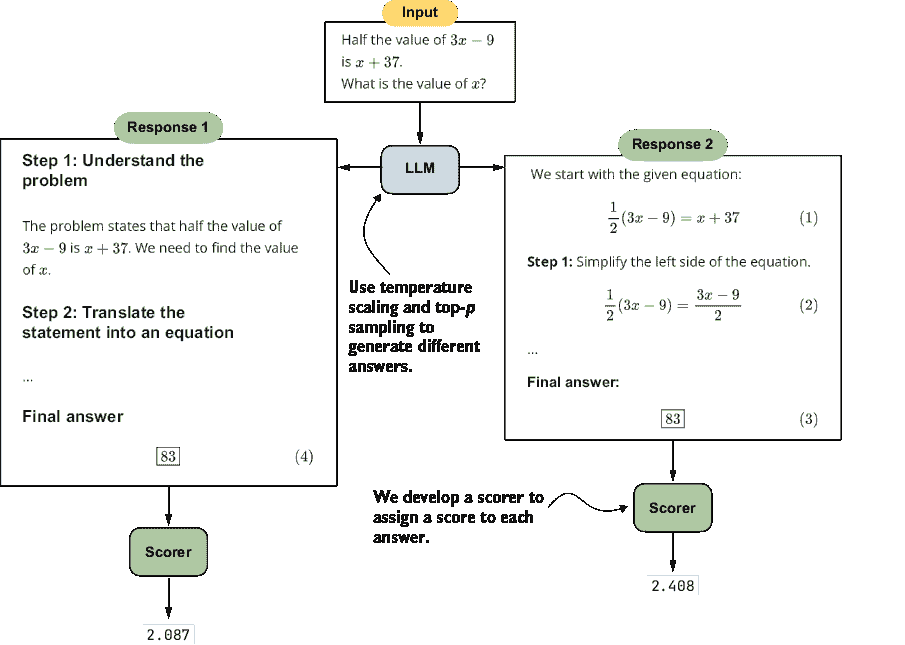 Input
Half the value of 3x − 9
is x + 37.
What is the value of x?
LLM
Use temperature
scaling and top-p
sampling to
generate different
answers.
Response 1
Step 1: Understand the
problem
The problem states that half the value of
3x − 9 is x + 37. We need to find the value
of x.
Step 2: Translate the
statement into an equation
...
Final answer
83 (4)
Scorer
2.087
Response 2
We start with the given equation:
1/2 (3x − 9) = x + 37 (1)
Step 1: Simplify the left side of the equation.
1/2 (3x − 9) = (3x − 9)/2 (2)
...
Final answer:
83 (3)
We develop a scorer to
assign a score to each
answer.
Scorer
2.408